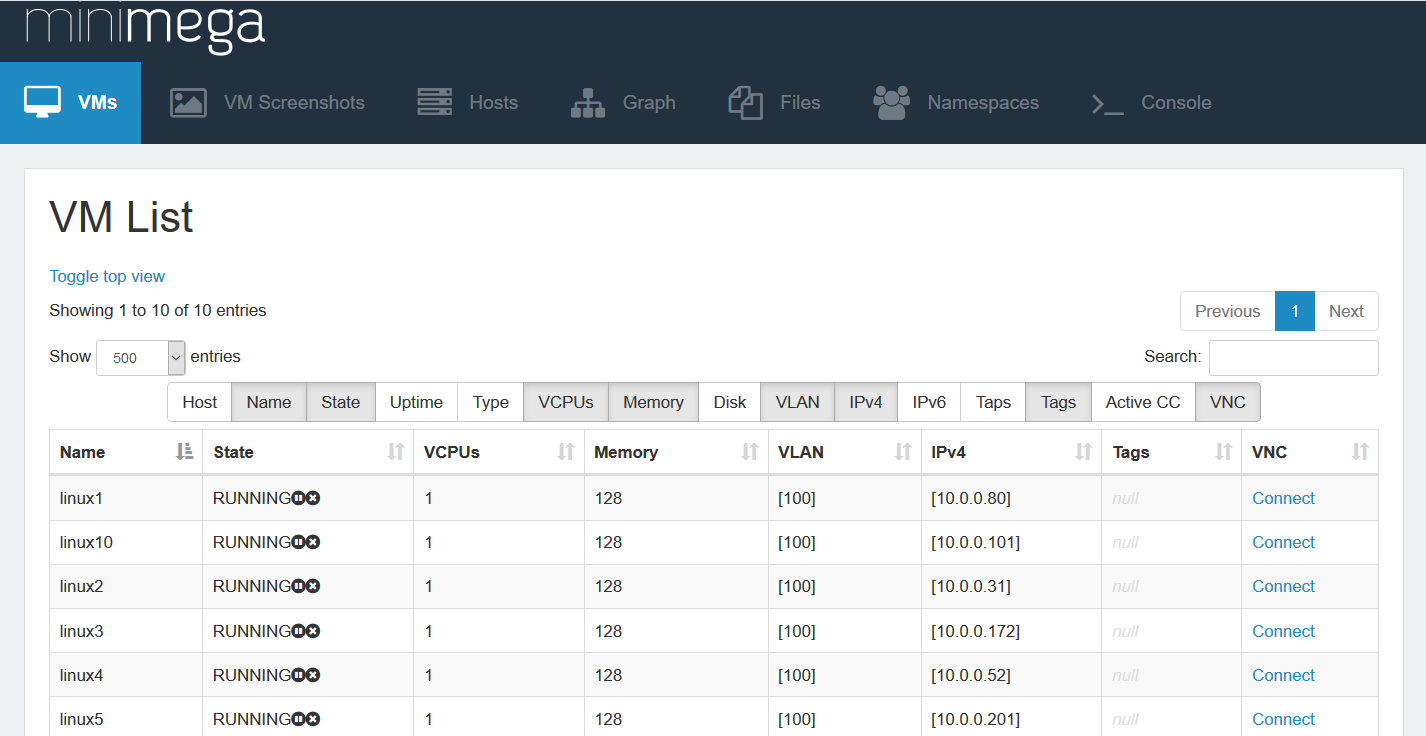 minimega
VMs VM Screenshots Hosts Graph Files Namespaces Console
VM List
Toggle top view
Showing 1 to 10 of 10 entries
Previous 1 Next
Show 500 entries
Search:
Host Name State Uptime Type VCPUs Memory Disk VLAN IPv4 IPv6 Taps Tags Active CC VNC
Name State VCPUs Memory VLAN IPv4 Tags VNC
linux1 RUNNING 1 128 [100] [10.0.0.80] null Connect
linux10 RUNNING 1 128 [100] [10.0.0.101] null Connect
linux2 RUNNING 1 128 [100] [10.0.0.31] null Connect
linux3 RUNNING 1 128 [100] [10.0.0.172] null Connect
linux4 RUNNING 1 128 [100] [10.0.0.52] null Connect
linux5 RUNNING 1 128 [100] [10.0.0.201] null Connect